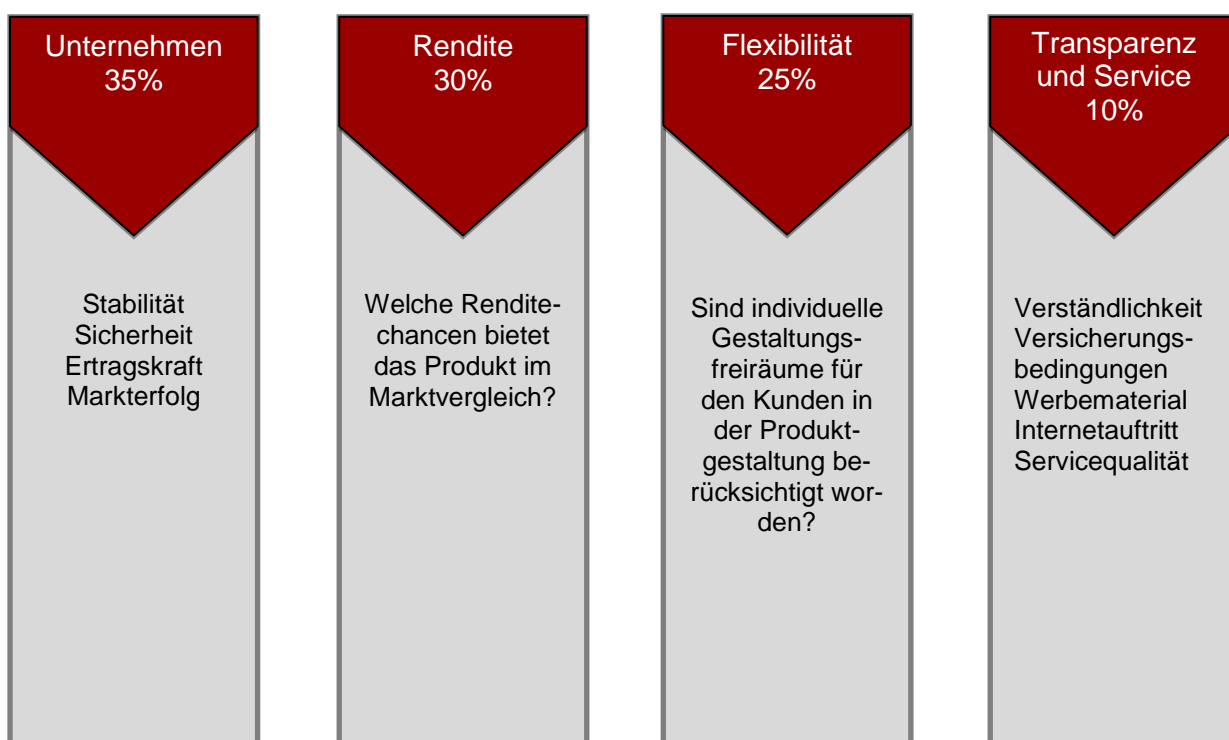 Unternehmen
35%
Stabilität
Sicherheit
Ertragskraft
Markterfolg
Rendite
30%
Welche Rendite-
chancen bietet
das Produkt im
Marktvergleich?
Flexibilität
25%
Sind individuelle
Gestaltungs-
freiräume für
den Kunden in
der Produkt-
gestaltung be-
rücksichtigt wor-
den?
Transparenz
und Service
10%
Verständlichkeit
Versicherungs-
bedingungen
Werbematerial
Internetauftritt
Servicequalität